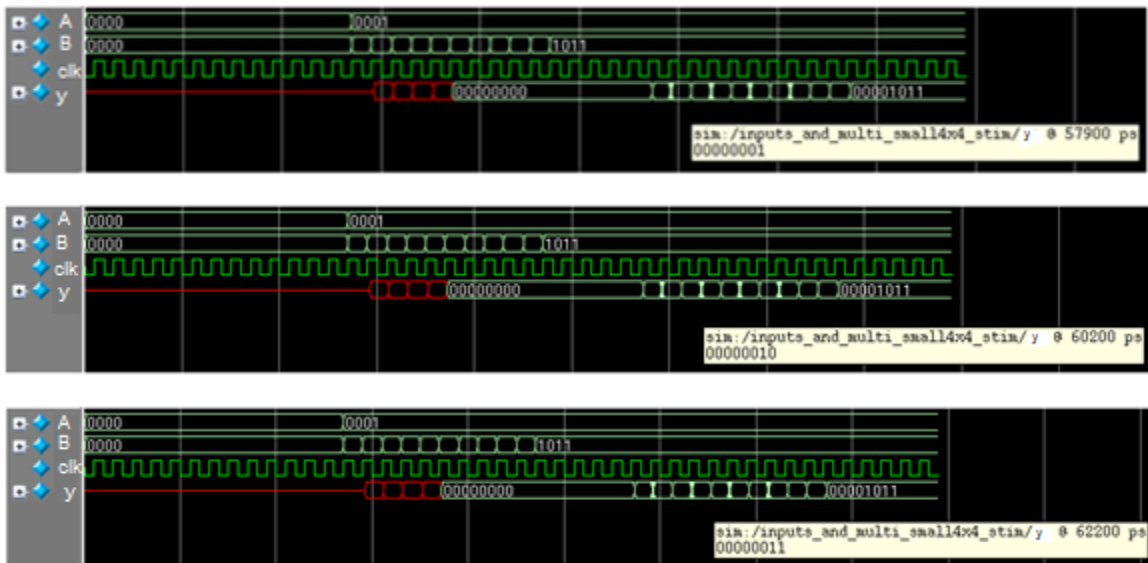 A 0000 0001
B 0000 1011
clk
y 00000000 00001011
sim:/inputs_and_multi_small4x4_stim/y @ 57900 ps
00000001
A 0000 0001
B 0000 1011
clk
y 00000000 00001011
sim:/inputs_and_multi_small4x4_stim/y @ 60200 ps
00000010
A 0000 0001
B 0000 1011
clk
y 00000000 00001011
sim:/inputs_and_multi_small4x4_stim/y @ 62200 ps
00000011